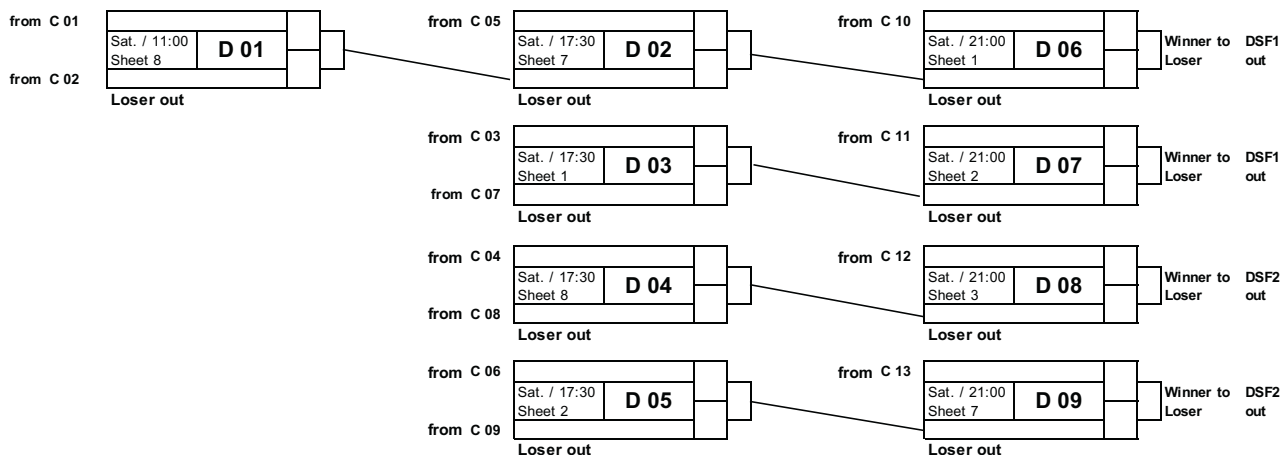 from C 01
Sat. / 11:00
Sheet 8
D 01
from C 02
Loser out
from C 05
Sat. / 17:30
Sheet 7
D 02
Loser out
from C 10
Sat. / 21:00
Sheet 1
D 06
Winner to DSF1
Loser out
Loser out
from C 03
Sat. / 17:30
Sheet 1
D 03
from C 07
Loser out
from C 11
Sat. / 21:00
Sheet 2
D 07
Winner to DSF1
Loser out
Loser out
from C 04
Sat. / 17:30
Sheet 8
D 04
from C 08
Loser out
from C 12
Sat. / 21:00
Sheet 3
D 08
Winner to DSF2
Loser out
Loser out
from C 06
Sat. / 17:30
Sheet 2
D 05
from C 09
Loser out
from C 13
Sat. / 21:00
Sheet 7
D 09
Winner to DSF2
Loser out
Loser out